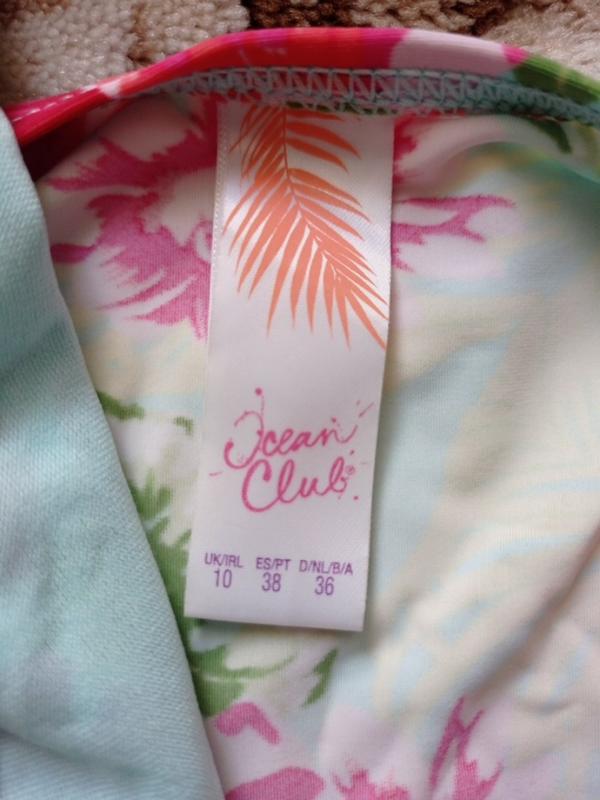 Ocean
Club®
UK/IRL ES/PT D/NL/B/A
10 38 36